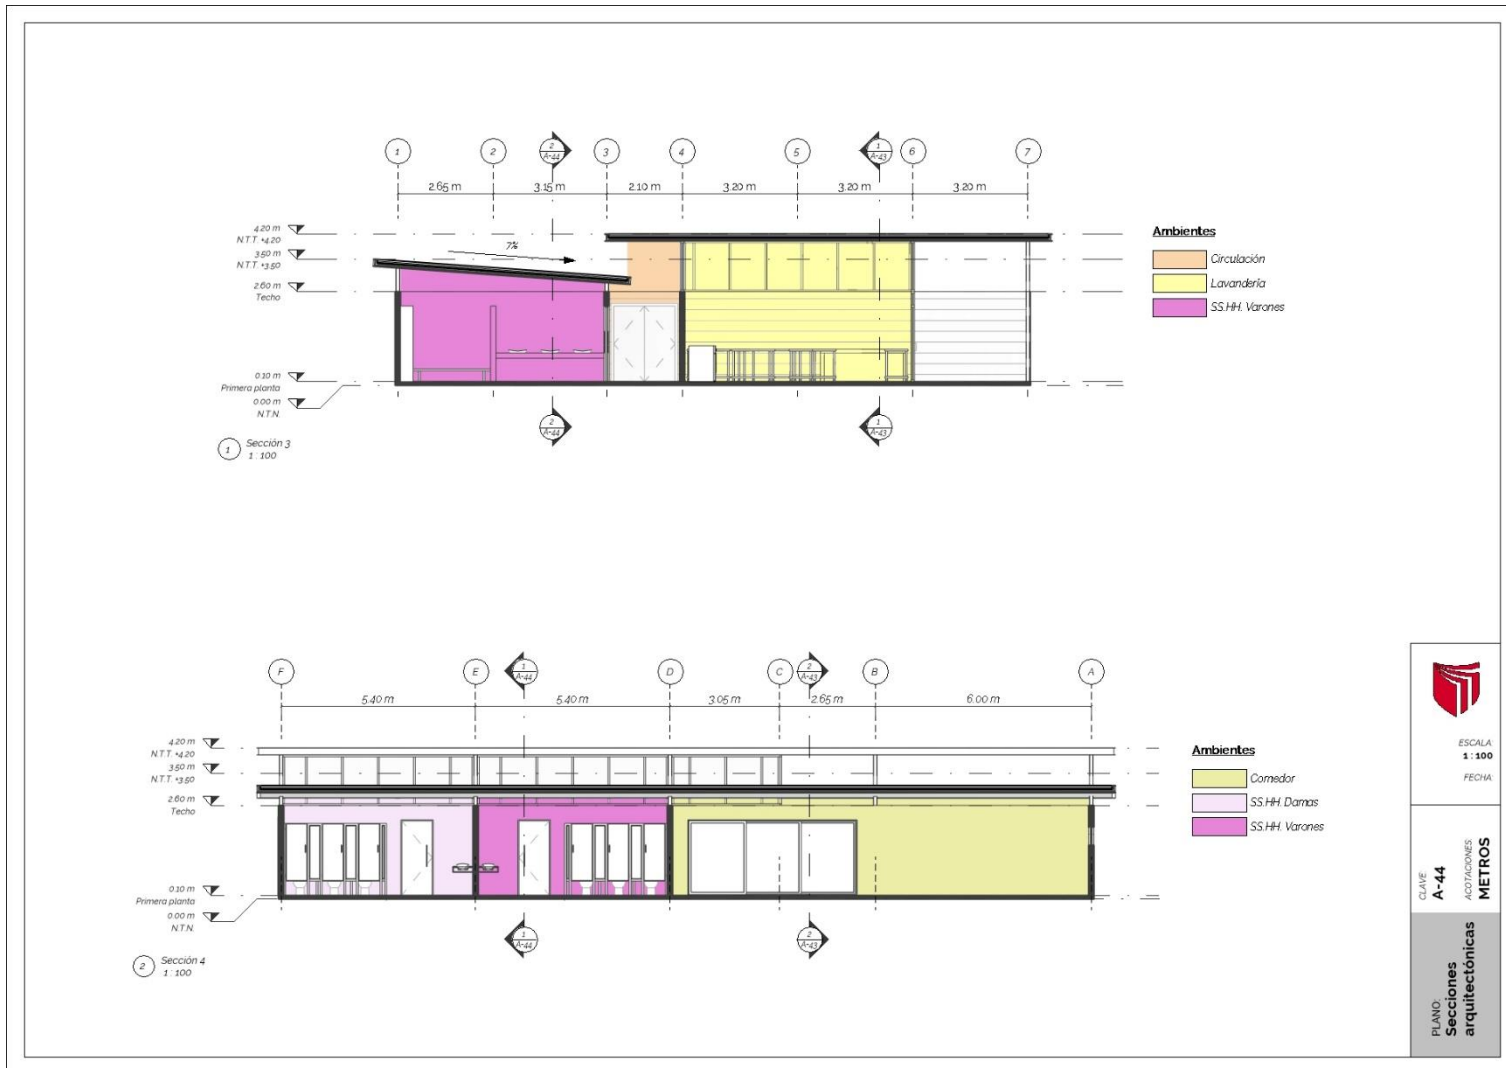 1
2
2
A-44
3
4
5
1
A-43
6
7
2.65 m
3.15 m
2.10 m
3.20 m
3.20 m
3.20 m
4.20 m
N.T.T. +4.20
3.50 m
N.T.T. +3.50
2.60 m
Techo
7%
0.10 m
Primera planta
0.00 m
N.T.N.
2
A-44
1
A-43
1
Sección 3
1 : 100
Ambientes
Circulación
Lavandería
SS.HH. Varones
F
E
1
A-44
D
C
2
A-43
B
A
5.40 m
5.40 m
3.05 m
2.65 m
6.00 m
4.20 m
N.T.T. +4.20
3.50 m
N.T.T. +3.50
2.60 m
Techo
0.10 m
Primera planta
0.00 m
N.T.N.
1
A-44
2
A-43
2
Sección 4
1 : 100
Ambientes
Comedor
SS.HH. Damas
SS.HH. Varones
ESCALA:
1 : 100
FECHA:
CLAVE:
A-44
ACOTACIONES:
METROS
PLANO:
Secciones
arquitectónicas